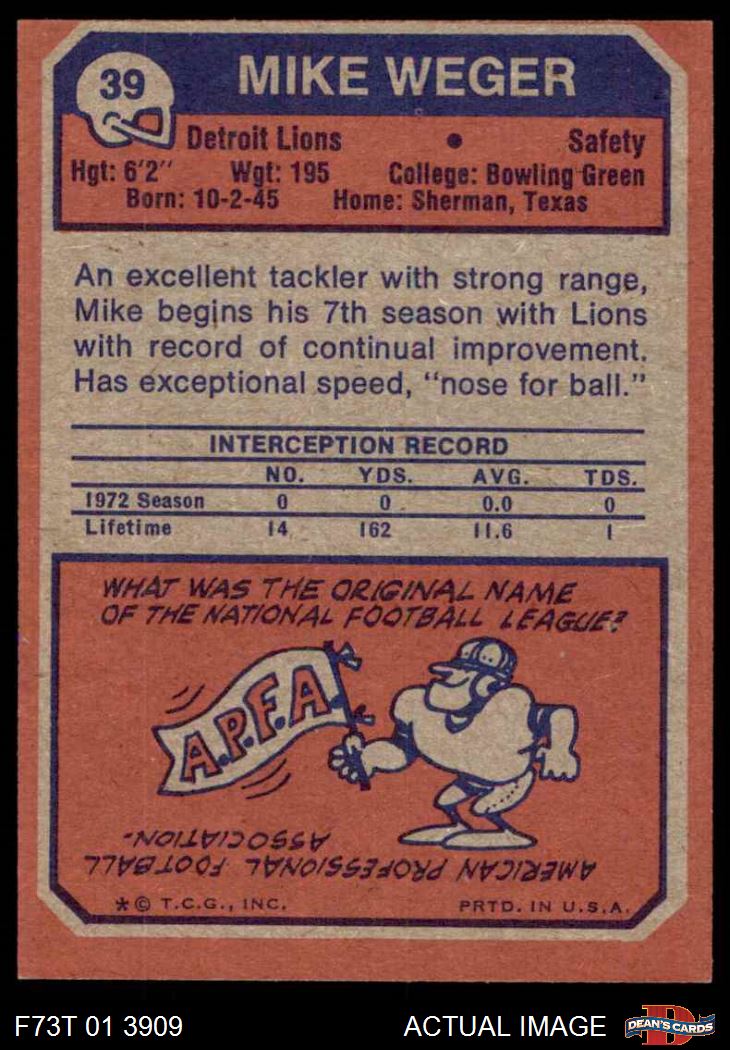 39
MIKE WEGER
Detroit Lions • Safety
Hgt: 6'2" Wgt: 195 College: Bowling Green
Born: 10-2-45 Home: Sherman, Texas
An excellent tackler with strong range,
Mike begins his 7th season with Lions
with record of continual improvement.
Has exceptional speed, "nose for ball."
INTERCEPTION RECORD
NO. YDS. AVG. TDS.
1972 Season 0 0 0.0 0
Lifetime 14 162 11.6 1
WHAT WAS THE ORIGINAL NAME
OF THE NATIONAL FOOTBALL LEAGUE?
A.P.F.A.
AMERICAN PROFESSIONAL FOOTBALL
ASSOCIATION-
* © T.C.G., INC. PRTD. IN U.S.A.
F73T 01 3909 ACTUAL IMAGE D DEAN'S CARDS